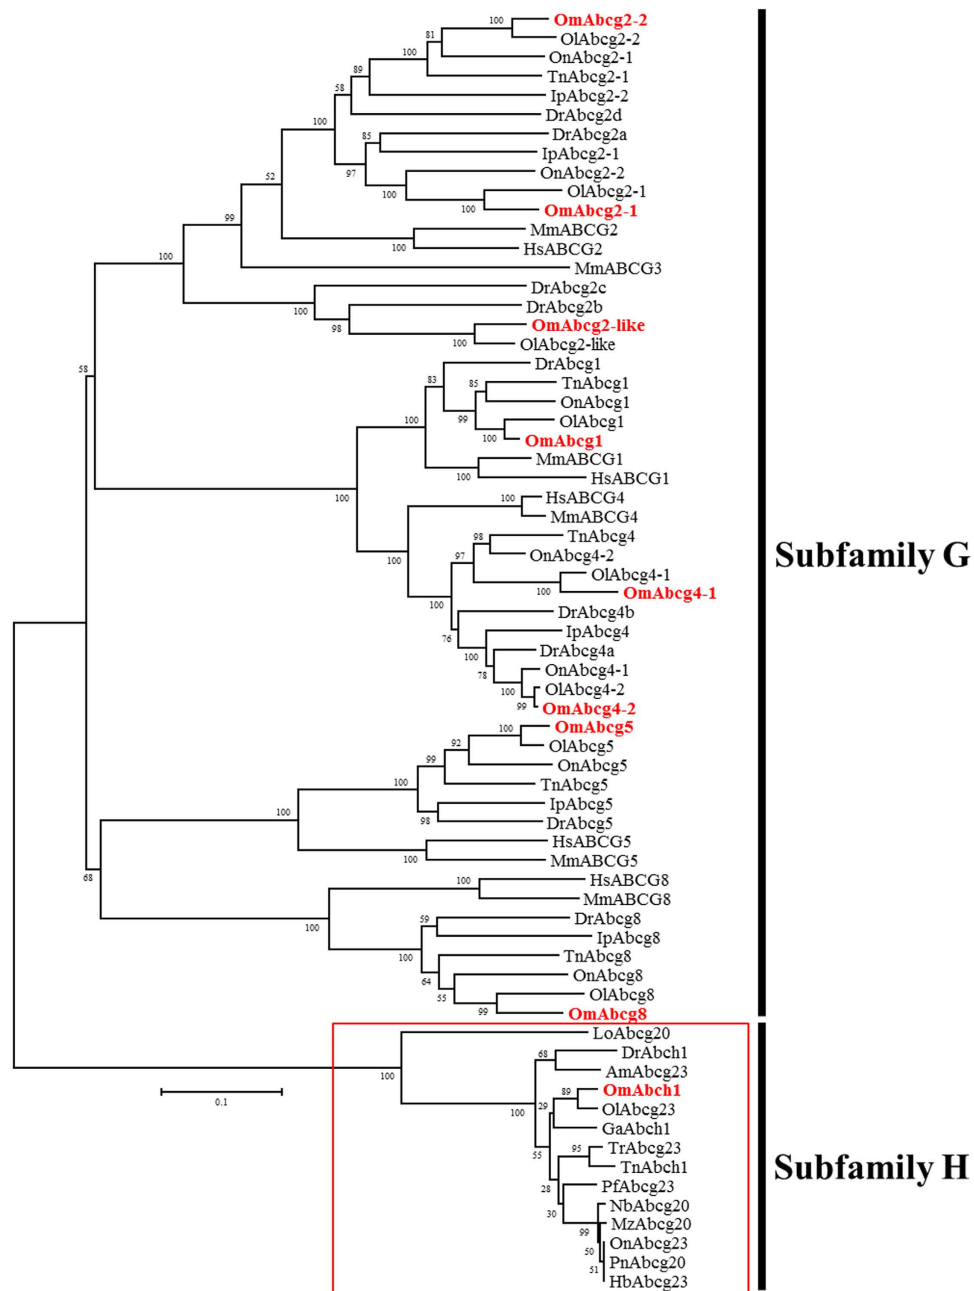 OmAbcg2-2
100
OlAbcg2-2
81
OnAbcg2-1
100
TnAbcg2-1
89
IpAbcg2-2
58
DrAbcg2d
100
DrAbcg2a
85
IpAbcg2-1
97
OnAbcg2-2
100
OlAbcg2-1
100
OmAbcg2-1
52
99
MmABCG2
100
HsABCG2
MmABCG3
100
DrAbcg2c
100
DrAbcg2b
98
OmAbcg2-like
100
OlAbcg2-like
58
DrAbcg1
83
85
TnAbcg1
OnAbcg1
100
99
OlAbcg1
100
OmAbcg1
MmABCG1
100
HsABCG1
100
HsABCG4
100
MmABCG4
98
TnAbcg4
97
OnAbcg4-2
100
OlAbcg4-1
100
OmAbcg4-1
100
DrAbcg4b
76
IpAbcg4
100
DrAbcg4a
78
OnAbcg4-1
100
OlAbcg4-2
99
OmAbcg4-2
Subfamily G
OmAbcg5
100
OlAbcg5
92
OnAbcg5
99
TnAbcg5
100
IpAbcg5
98
DrAbcg5
100
HsABCG5
100
MmABCG5
68
HsABCG8
100
MmABCG8
100
DrAbcg8
59
IpAbcg8
100
TnAbcg8
64
OnAbcg8
55
OlAbcg8
99
OmAbcg8
LoAbcg20
100
DrAbch1
68
AmAbcg23
100
OmAbch1
89
29
OlAbcg23
GaAbch1
55
TrAbcg23
95
TnAbch1
28
PfAbcg23
30
NbAbcg20
99
MzAbcg20
50
OnAbcg23
51
PnAbcg20
HbAbcg23
0.1
Subfamily H